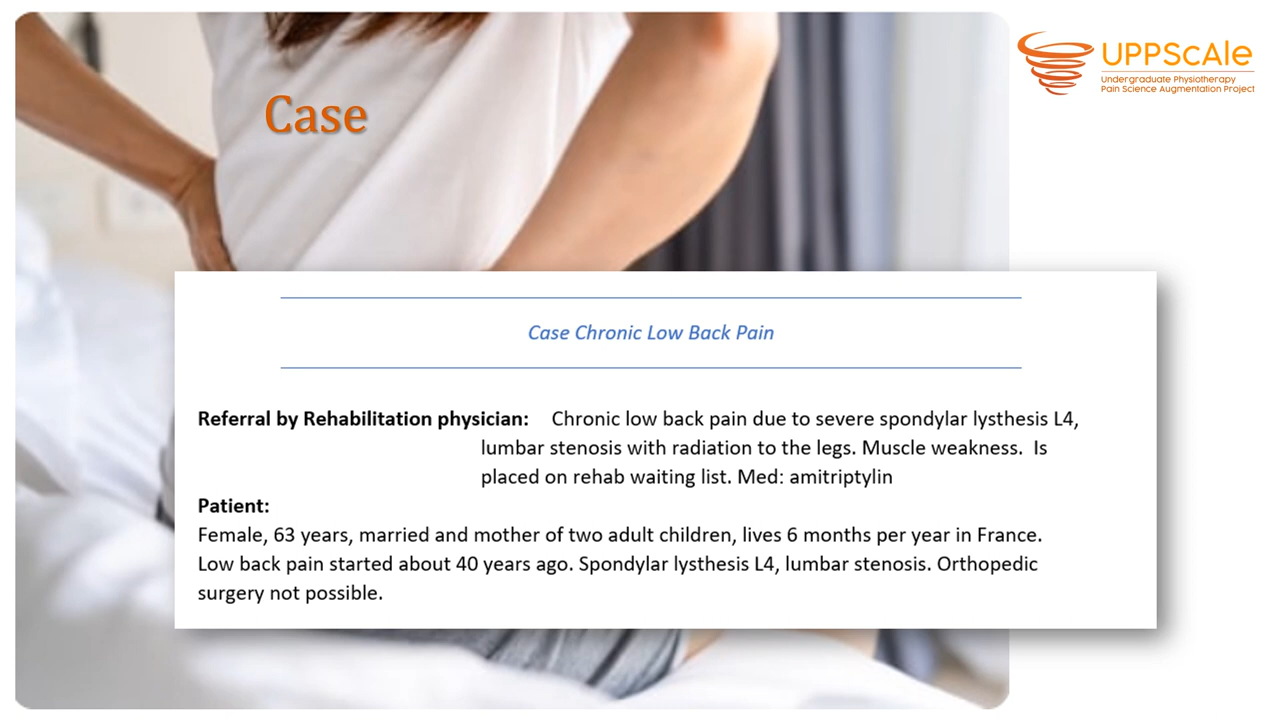 Case
UPPScale
Undergraduate Physiotherapy
Pain Science Augmentation Project
Case Chronic Low Back Pain
Referral by Rehabilitation physician: Chronic low back pain due to severe spondylar lysthesis L4,
lumbar stenosis with radiation to the legs. Muscle weakness. Is
placed on rehab waiting list. Med: amitriptylin
Patient:
Female, 63 years, married and mother of two adult children, lives 6 months per year in France.
Low back pain started about 40 years ago. Spondylar lysthesis L4, lumbar stenosis. Orthopedic
surgery not possible.